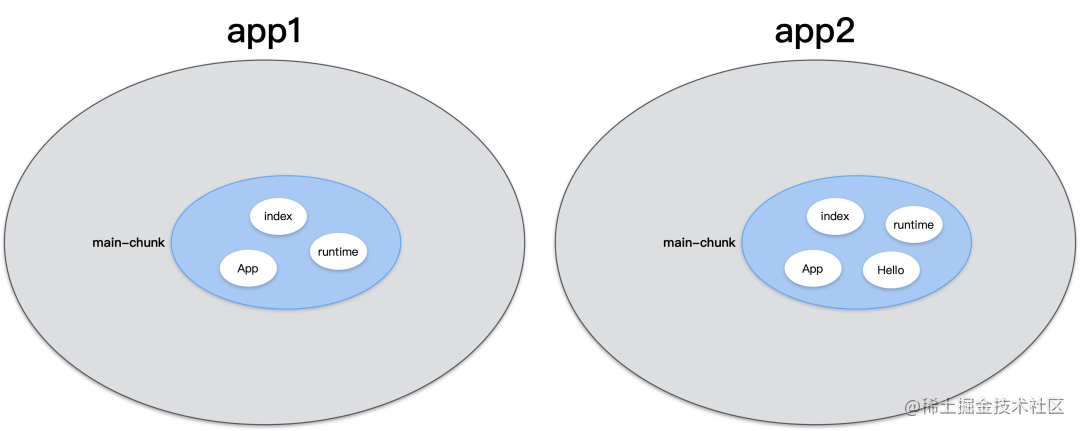 app1
app2
index
runtime
App
main-chunk
index
runtime
App
Hello
main-chunk
@稀土掘金技术社区